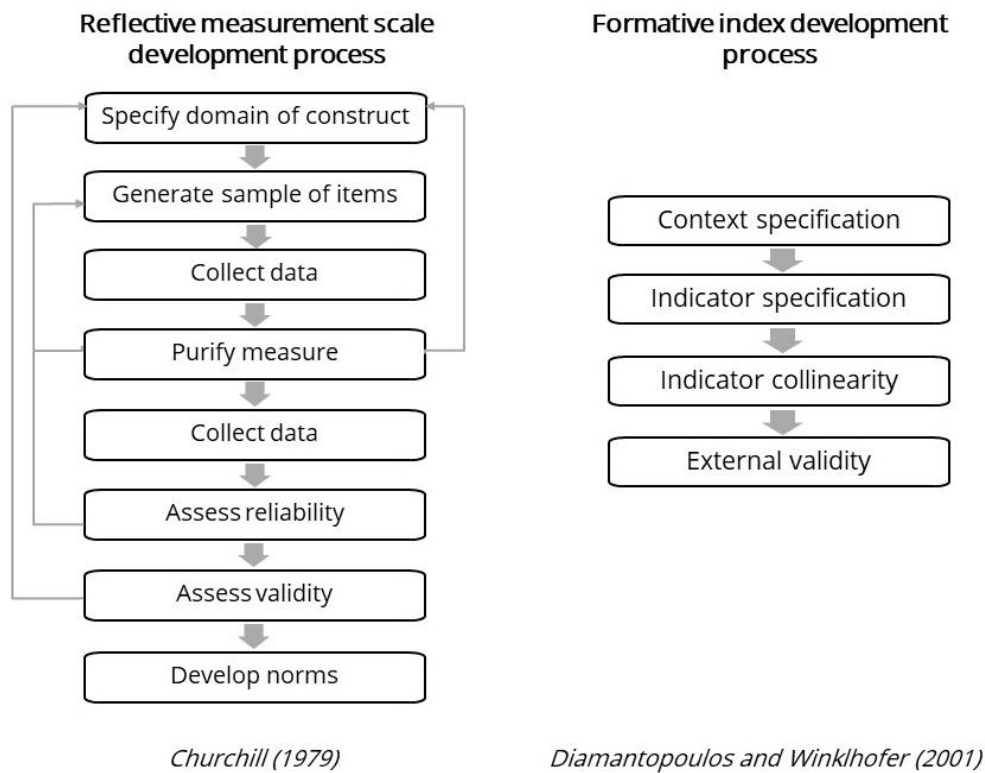 Reflective measurement scale
development process
Specify domain of construct
Generate sample of items
Collect data
Purify measure
Collect data
Assess reliability
Assess validity
Develop norms
Churchill (1979)
Formative index development
process
Context specification
Indicator specification
Indicator collinearity
External validity
Diamantopoulos and Winklhofer (2001)